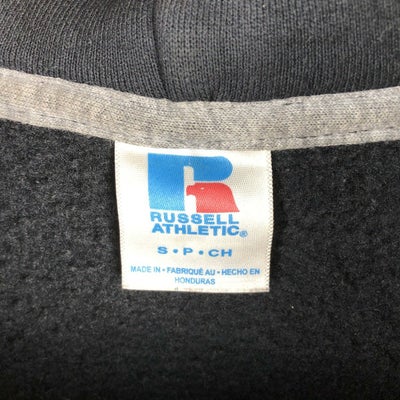 R
RUSSELL
ATHLETIC®
S • P • CH
MADE IN • FABRIQUÉ AU • HECHO EN
HONDURAS